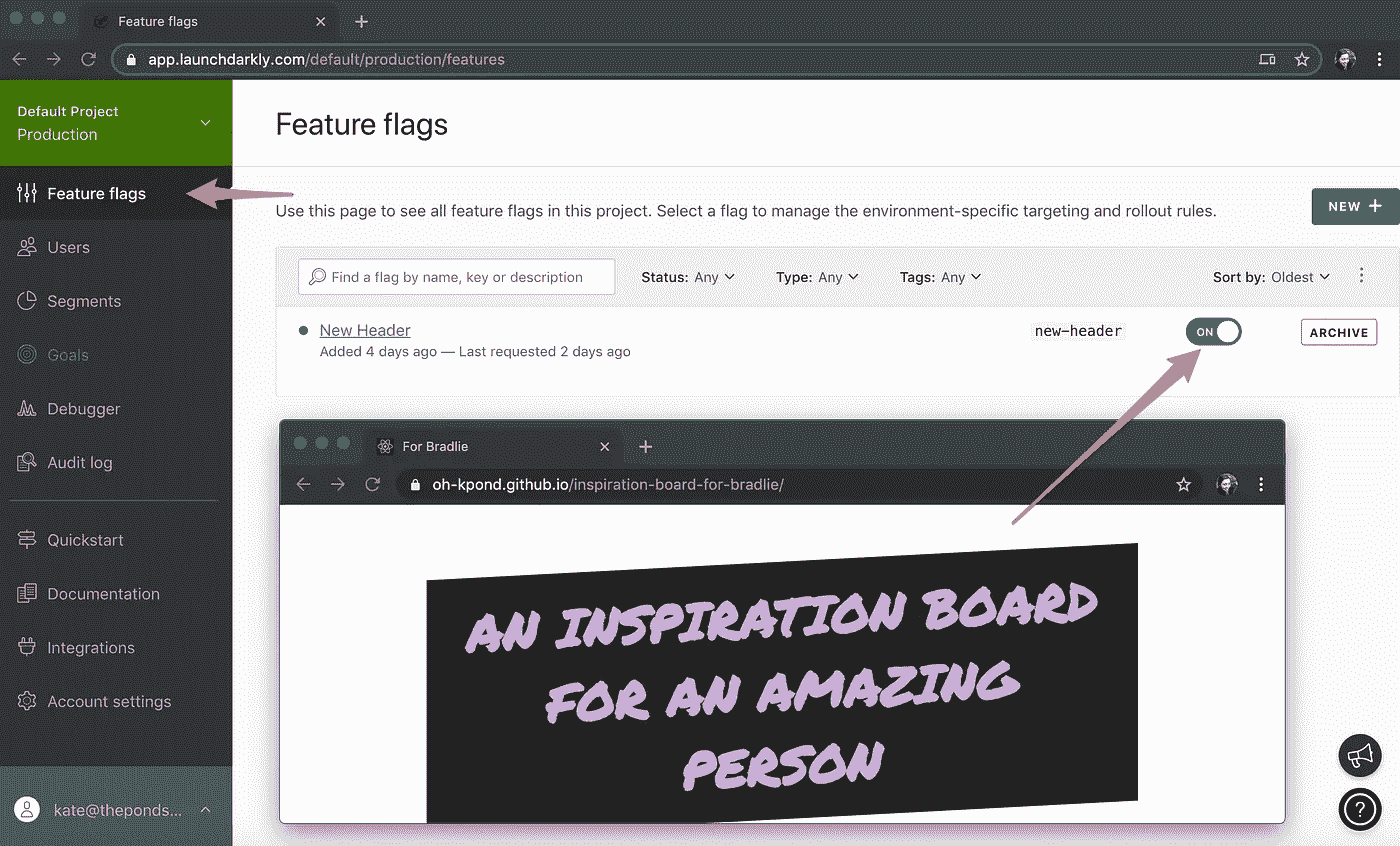 Feature flags
app.launchdarkly.com/default/production/features
Default Project
Production
Feature flags
Users
Segments
Goals
Debugger
Audit log
Quickstart
Documentation
Integrations
Account settings
kate@theponds...
Feature flags
Use this page to see all feature flags in this project. Select a flag to manage the environment-specific targeting and rollout rules.
NEW +
Find a flag by name, key or description
Status: Any
Type: Any
Tags: Any
Sort by: Oldest
New Header
new-header
ON
ARCHIVE
Added 4 days ago — Last requested 2 days ago
For Bradlie
oh-kpond.github.io/inspiration-board-for-bradlie/
AN INSPIRATION BOARD
FOR AN AMAZING
PERSON
?